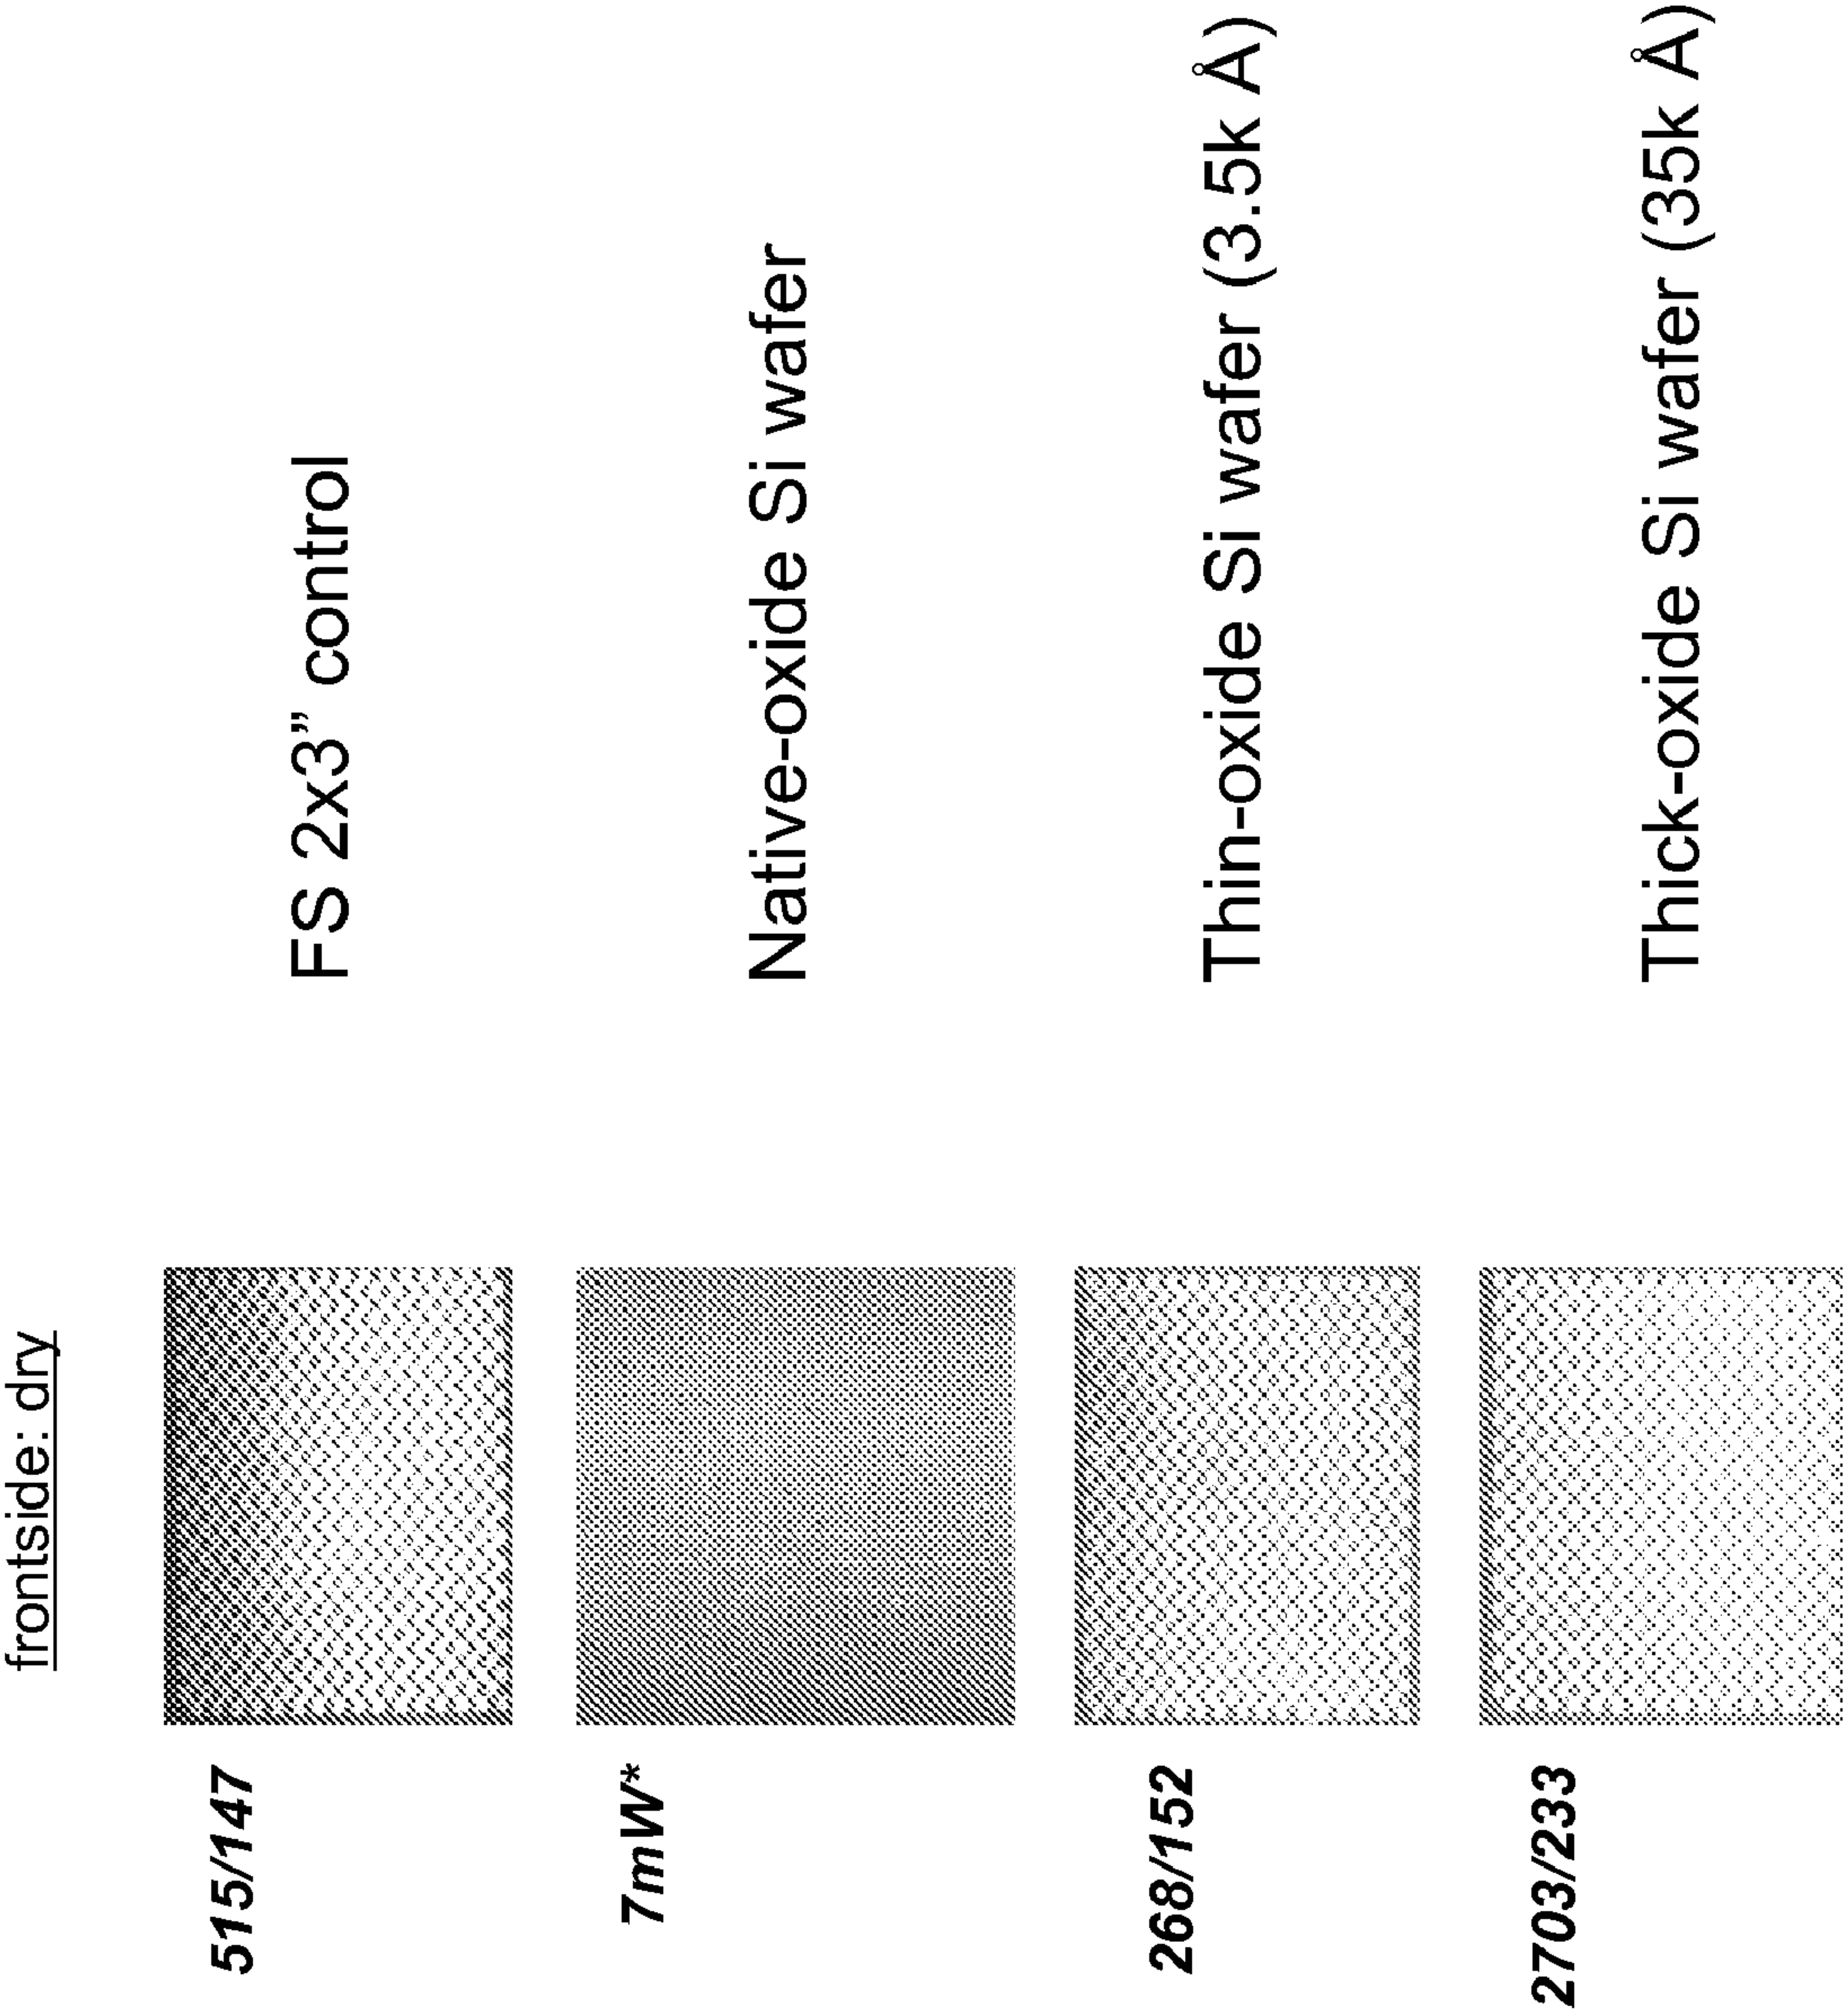 frontside: dry
515/147
FS 2x3” control
7mW*
Native-oxide Si wafer
268/152
Thin-oxide Si wafer (3.5k Å)
2703/233
Thick-oxide Si wafer (35k Å)